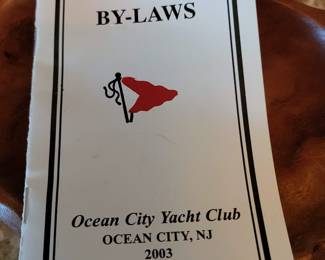 BY-LAWS
Ocean City Yacht Club
OCEAN CITY, NJ
2003